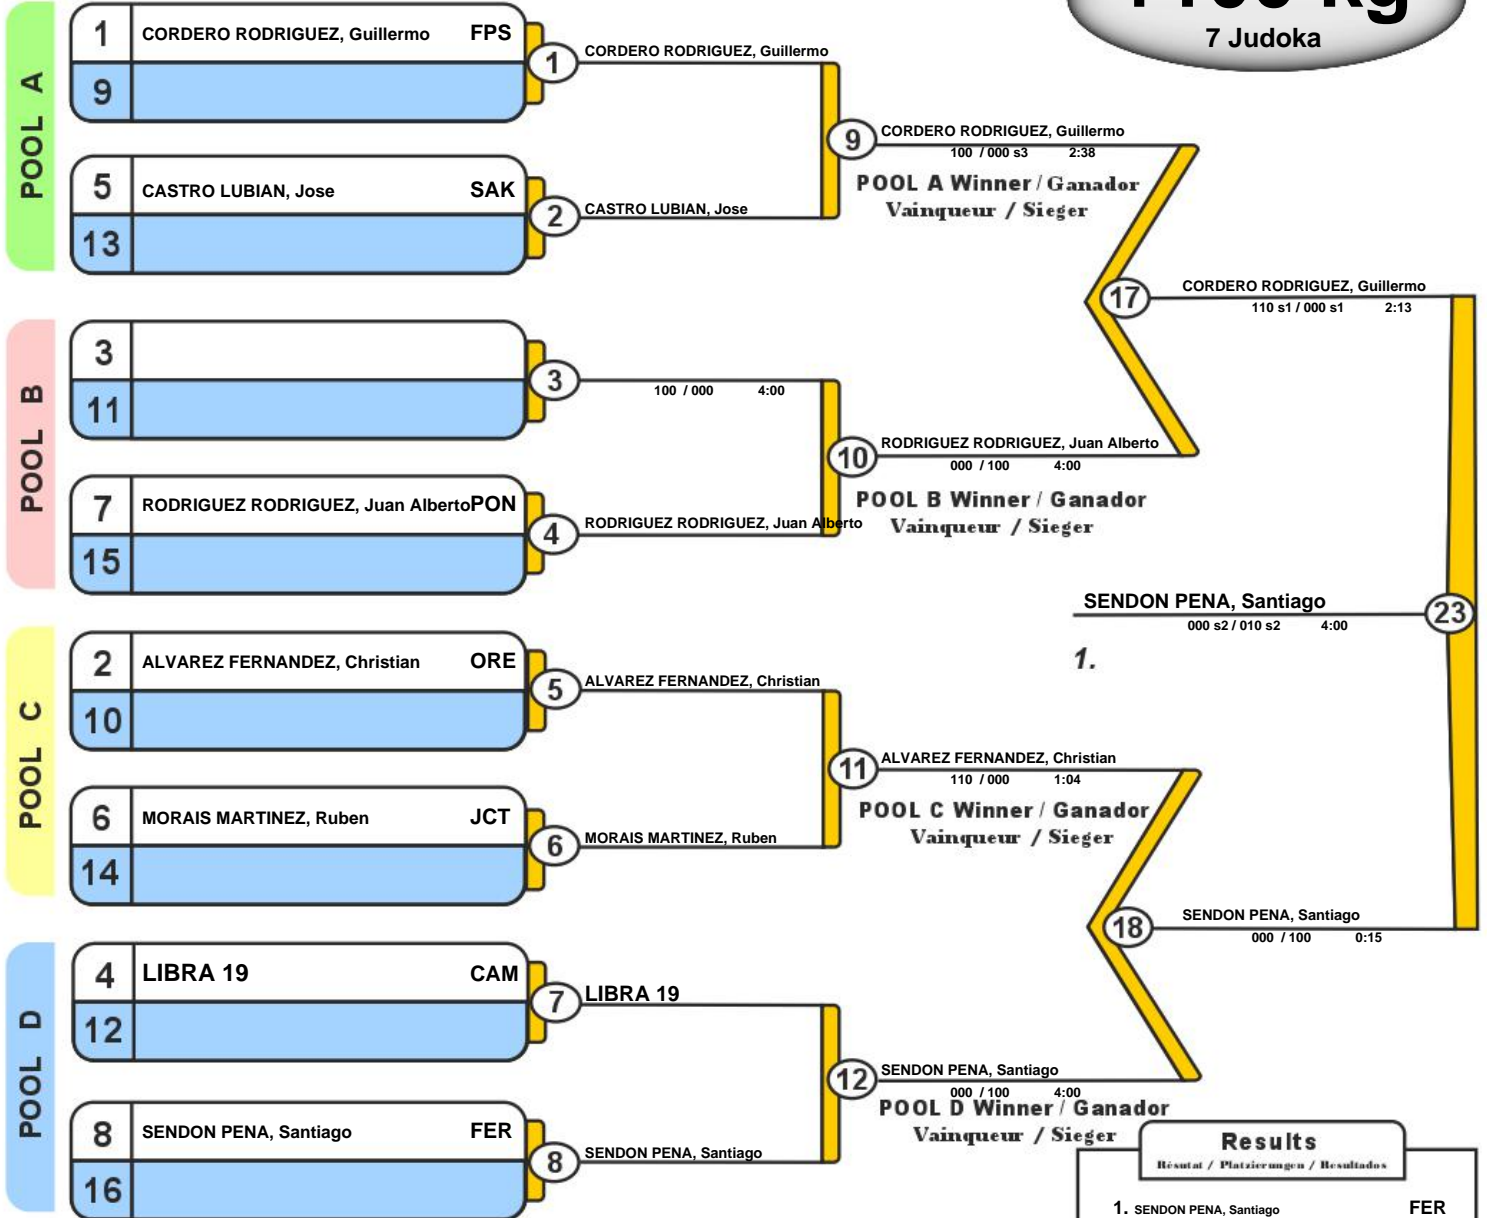 7 Judoka
POOL A
1 CORDERO RODRIGUEZ, Guillermo FPS
9
1
CORDERO RODRIGUEZ, Guillermo
5 CASTRO LUBIAN, Jose SAK
13
2
CASTRO LUBIAN, Jose
9
CORDERO RODRIGUEZ, Guillermo
100 / 000 s3 2:38
POOL A Winner / Ganador
Vainqueur / Sieger
POOL B
3
11
3
100 / 000 4:00
7 RODRIGUEZ RODRIGUEZ, Juan Alberto PON
15
4
RODRIGUEZ RODRIGUEZ, Juan Alberto
10
RODRIGUEZ RODRIGUEZ, Juan Alberto
000 / 100 4:00
POOL B Winner / Ganador
Vainqueur / Sieger
17
CORDERO RODRIGUEZ, Guillermo
110 s1 / 000 s1 2:13
POOL C
2 ALVAREZ FERNANDEZ, Christian ORE
10
5
ALVAREZ FERNANDEZ, Christian
6 MORAIS MARTINEZ, Ruben JCT
14
6
MORAIS MARTINEZ, Ruben
11
ALVAREZ FERNANDEZ, Christian
110 / 000 1:04
POOL C Winner / Ganador
Vainqueur / Sieger
POOL D
4 LIBRA 19 CAM
12
7
LIBRA 19
8 SENDON PENA, Santiago FER
16
8
SENDON PENA, Santiago
12
SENDON PENA, Santiago
000 / 100 4:00
POOL D Winner / Ganador
Vainqueur / Sieger
18
SENDON PENA, Santiago
000 / 100 0:15
SENDON PENA, Santiago
23
000 s2 / 010 s2 4:00
1.
Results
Résutat / Platzierungen / Resultados
1. SENDON PENA, Santiago FER